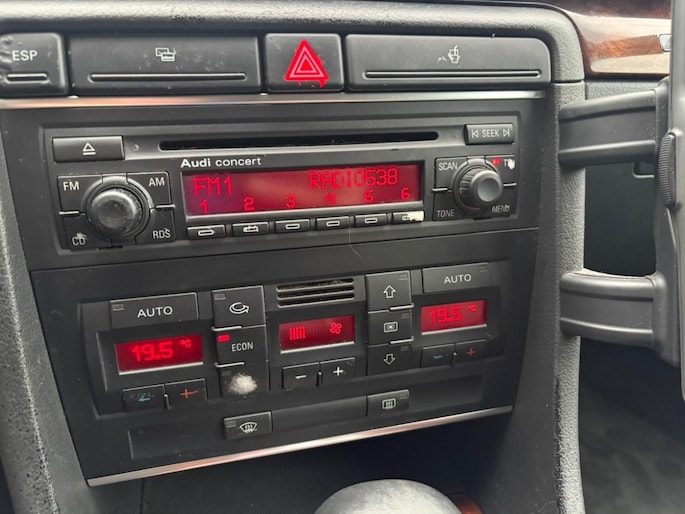 ESP
SEEK
Audi concert
FM AM
FM1 RADIO538
1 2 3 4 5 6
SCAN
CD RDS
TONE MENU
AUTO
AUTO
19.5 °C
ECON
19.5 °C
- +
- +
- +